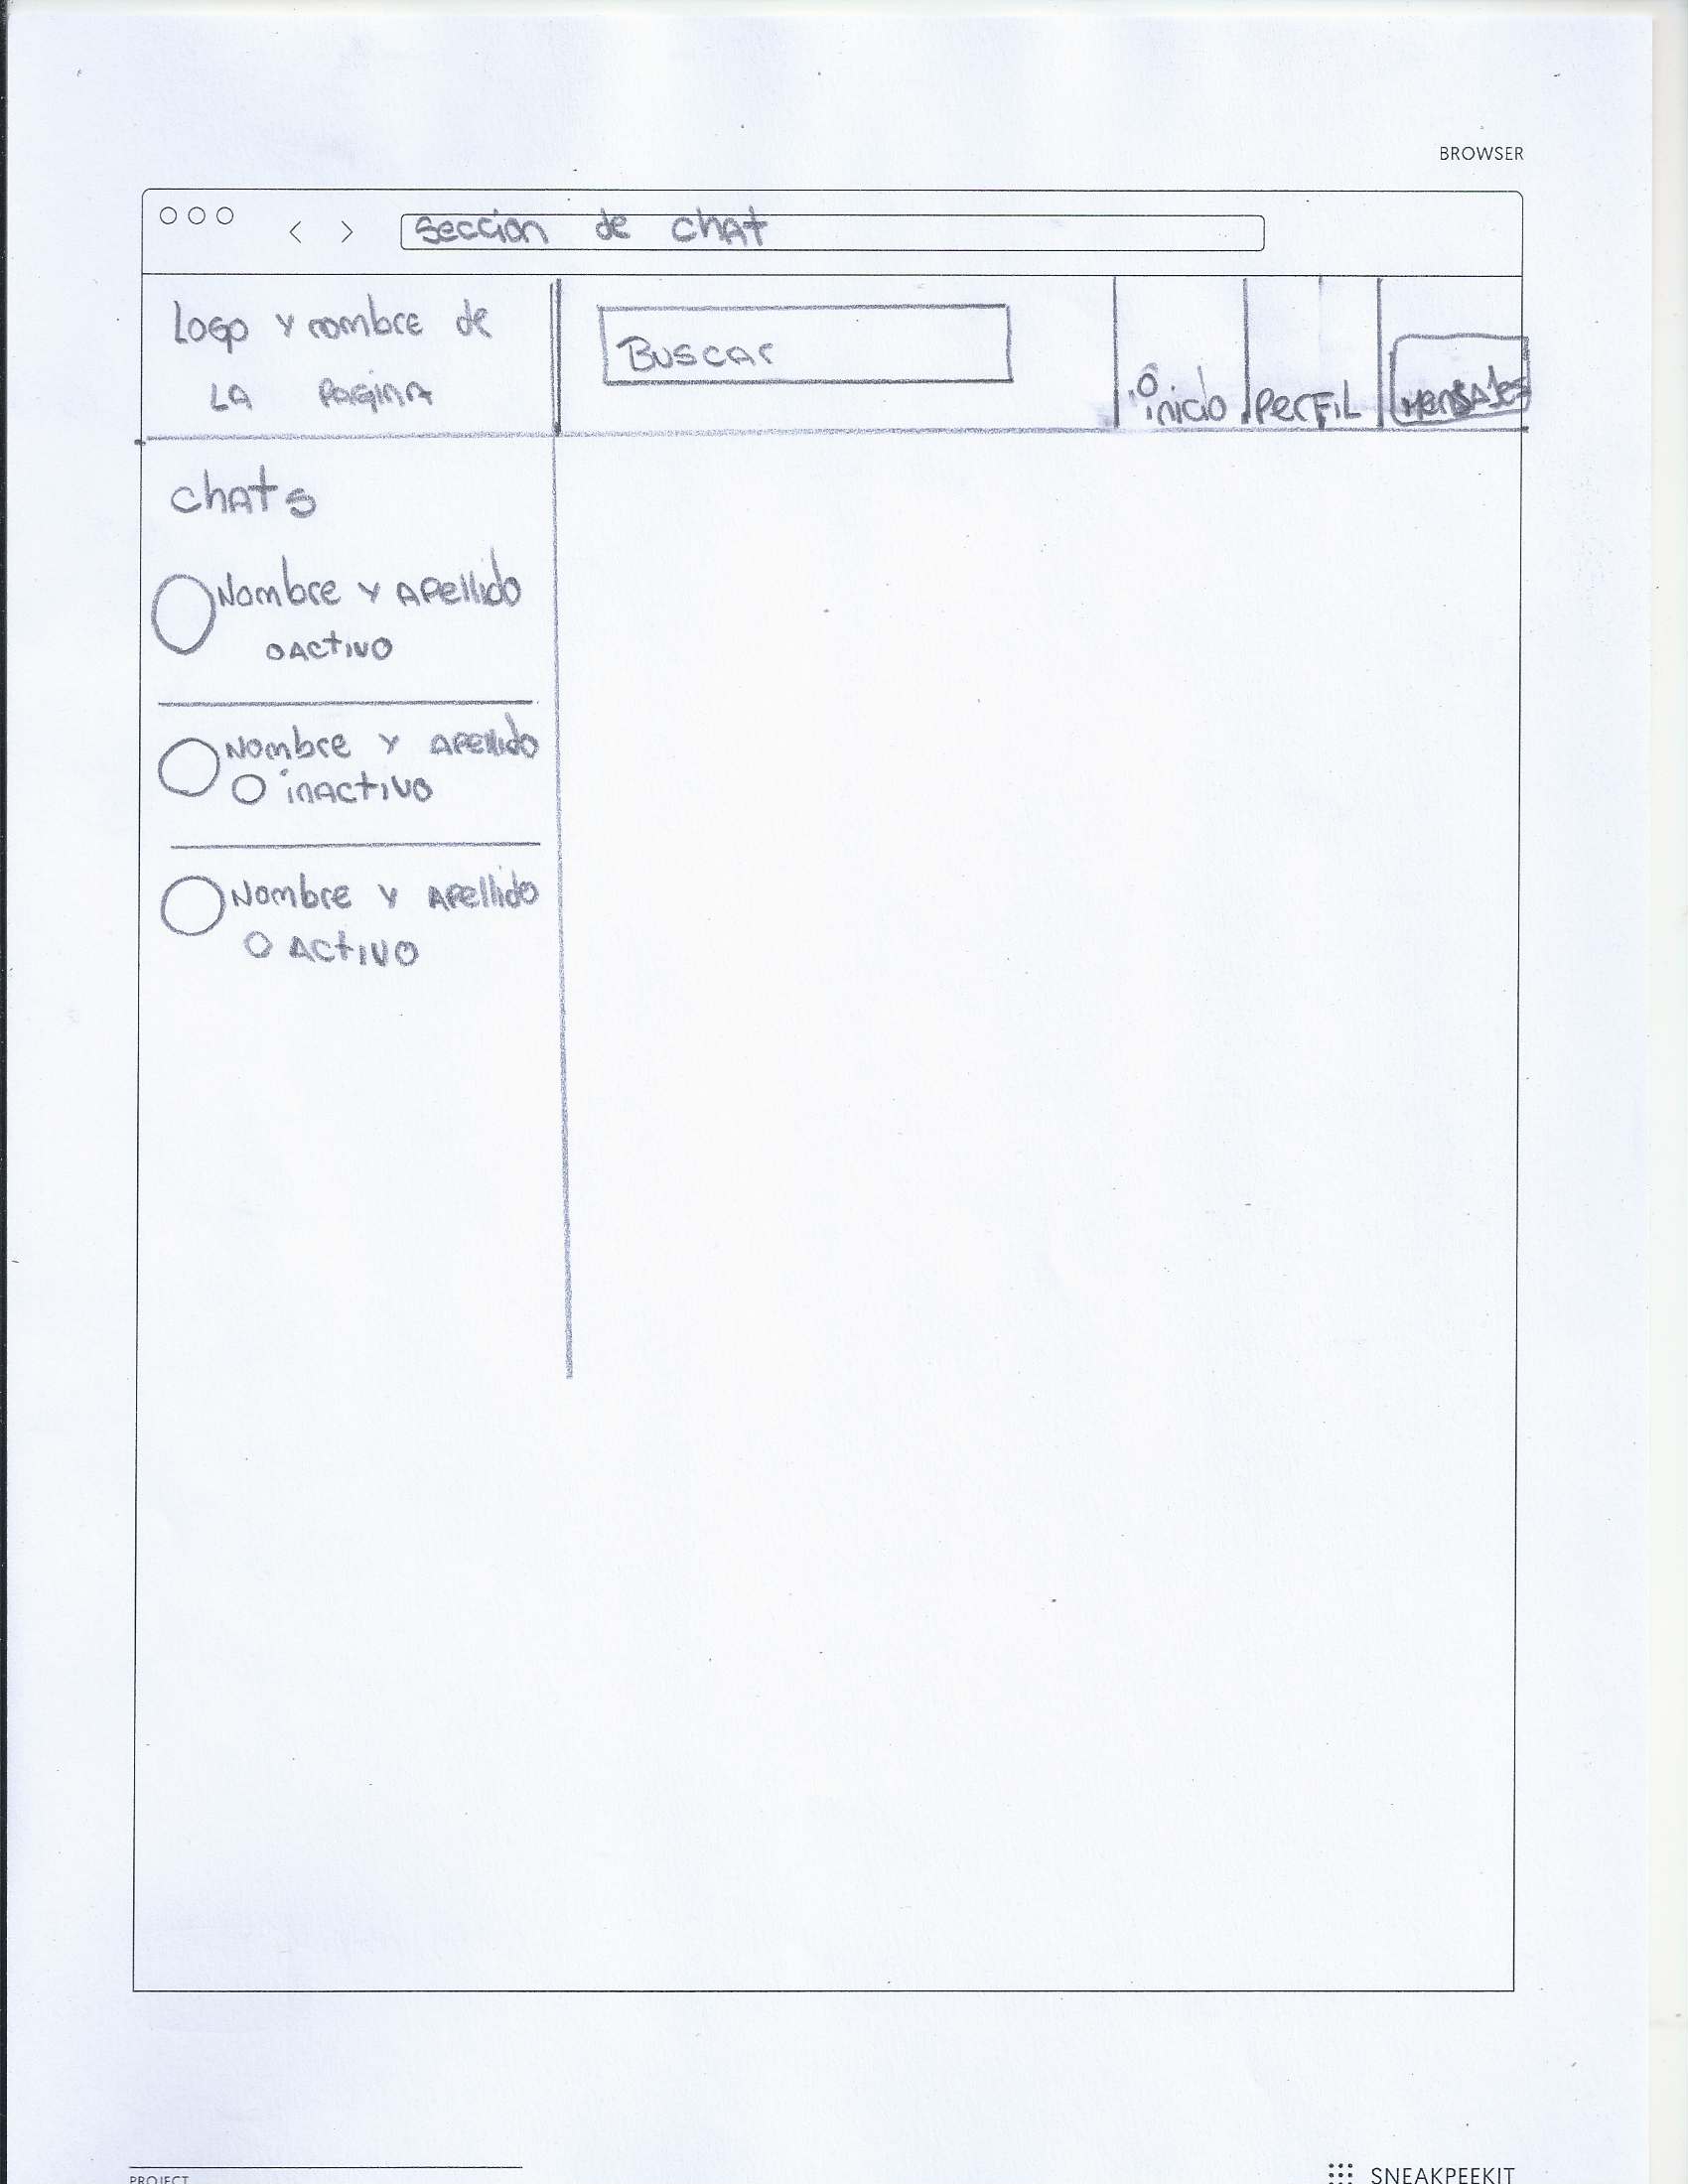 BROWSER
seccion de chat
Logo y nombre de
LA PAGINA
Buscar
inicio
PerFiL
MensAJes
chAts
Nombre y Apellido
Activo
Nombre y Apellido
inActivo
Nombre y Apellido
Activo
PROJECT
SNEAKPEEKIT